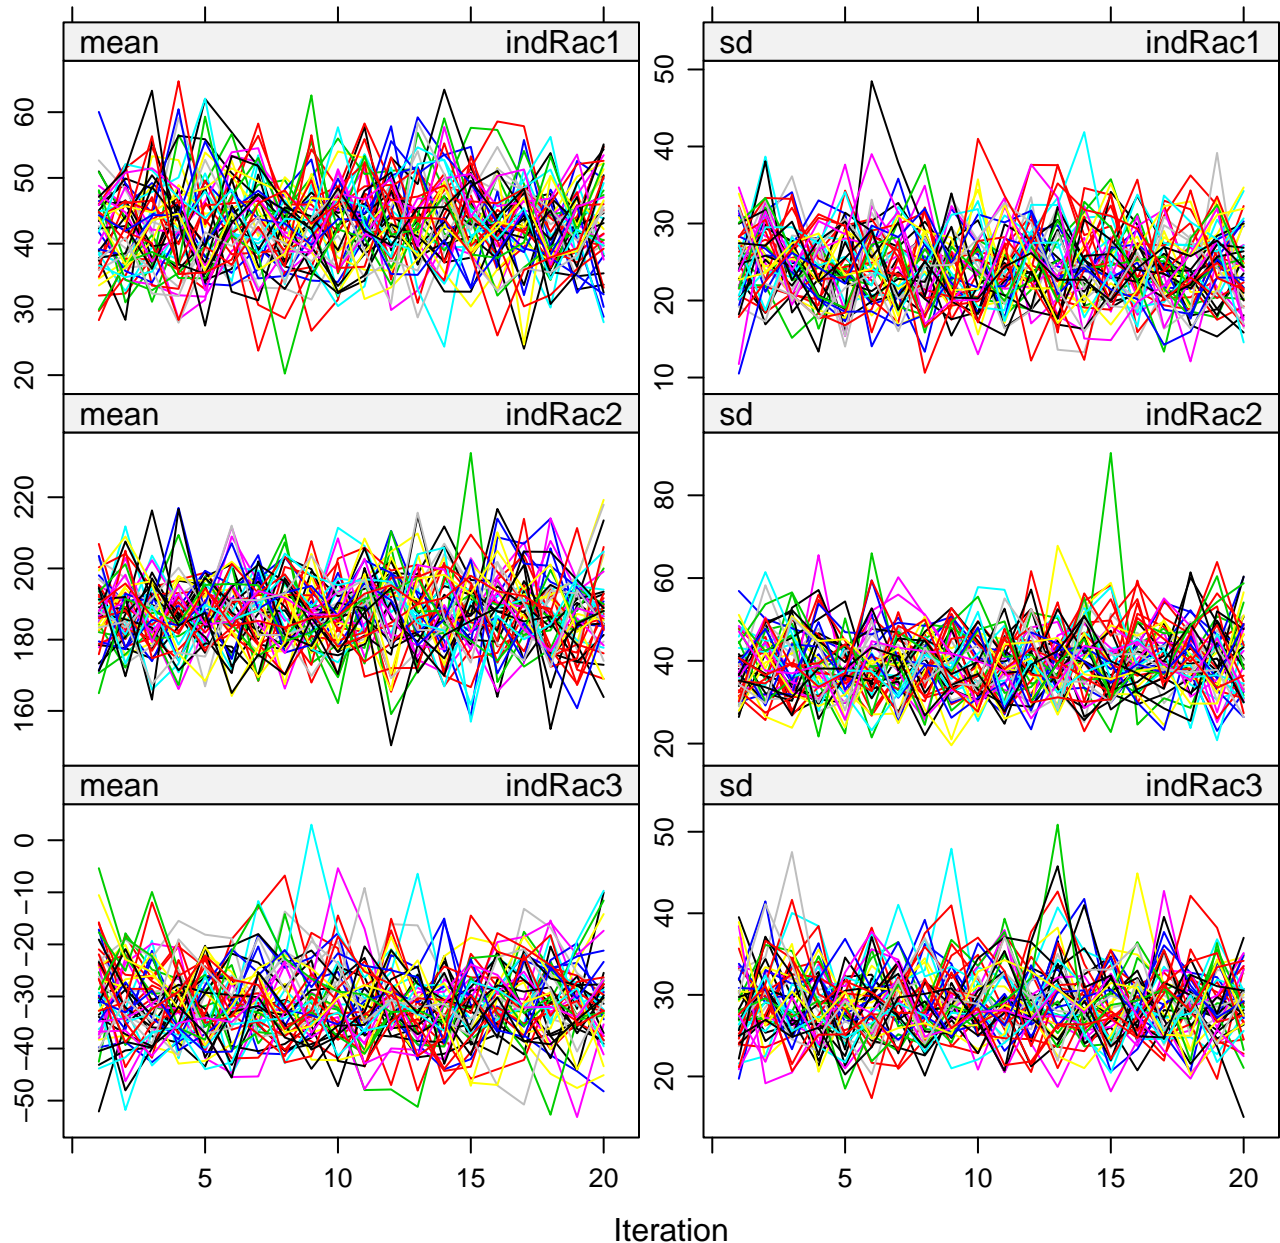 mean indRac1 sd indRac1
20 30 40 50 60
10 20 30 40 50
mean indRac2 sd indRac2
160 180 200 220
20 40 60 80
mean indRac3 sd indRac3
−50 −40 −30 −20 −10 0
20 30 40 50
5 10 15 20 5 10 15 20
Iteration